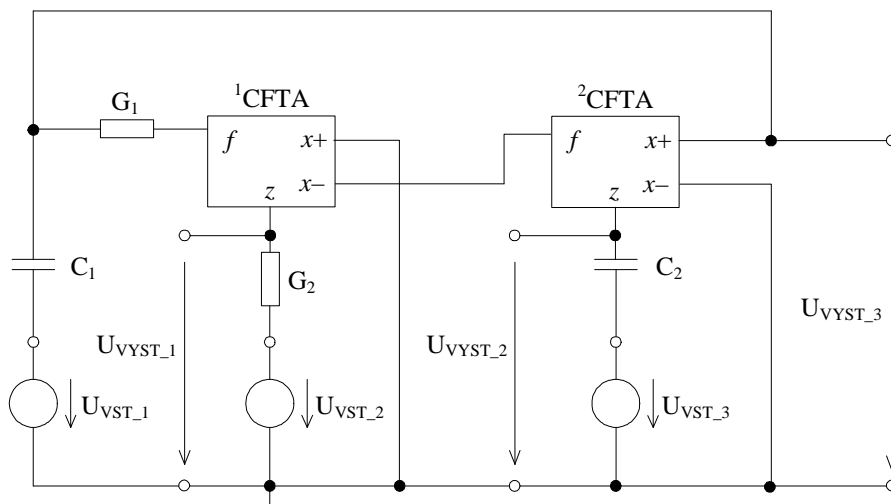 ¹CFTA
²CFTA
G₁
f
x+
x−
z
f
x+
x−
z
C₁
G₂
C₂
U_VYST_1
U_VYST_2
U_VYST_3
U_VST_1
U_VST_2
U_VST_3